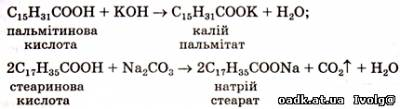 C₁₅H₃₁COOH + KOH → C₁₅H₃₁COOK + H₂O;
пальмітинова калій
кислота пальмітат
2C₁₇H₃₅COOH + Na₂CO₃ → 2C₁₇H₃₅COONa + CO₂↑ + H₂O
стеаринова натрій
кислота стеарат
oadk.at.ua Ivolg@